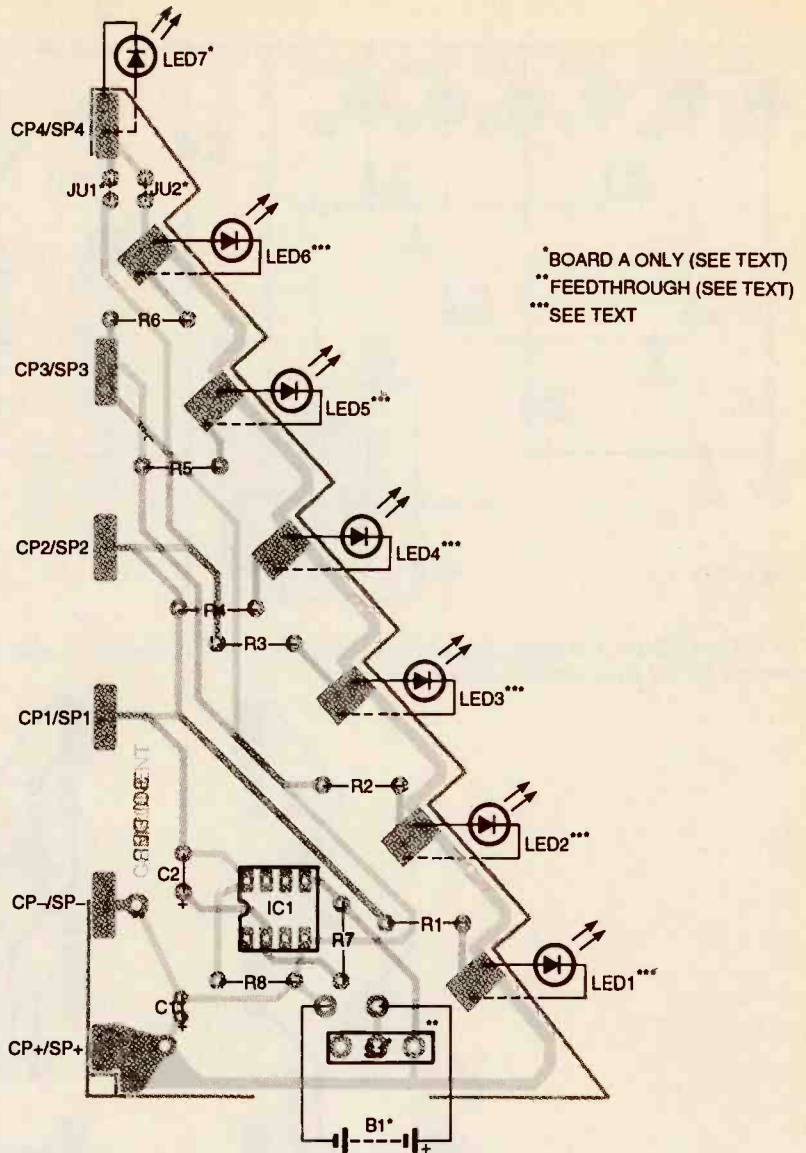 LED7*
CP4/SP4
JU1* JU2*
LED6***
*BOARD A ONLY (SEE TEXT)
**FEEDTHROUGH (SEE TEXT)
***SEE TEXT
R6
CP3/SP3
LED5***
R5
CP2/SP2
LED4***
R4
R3
LED3***
CP1/SP1
R2
LED2***
C2
+
IC1
CP–/SP–
R1
R7
LED1***
R8
C1
+
**
CP+/SP+
S1
B1*
+